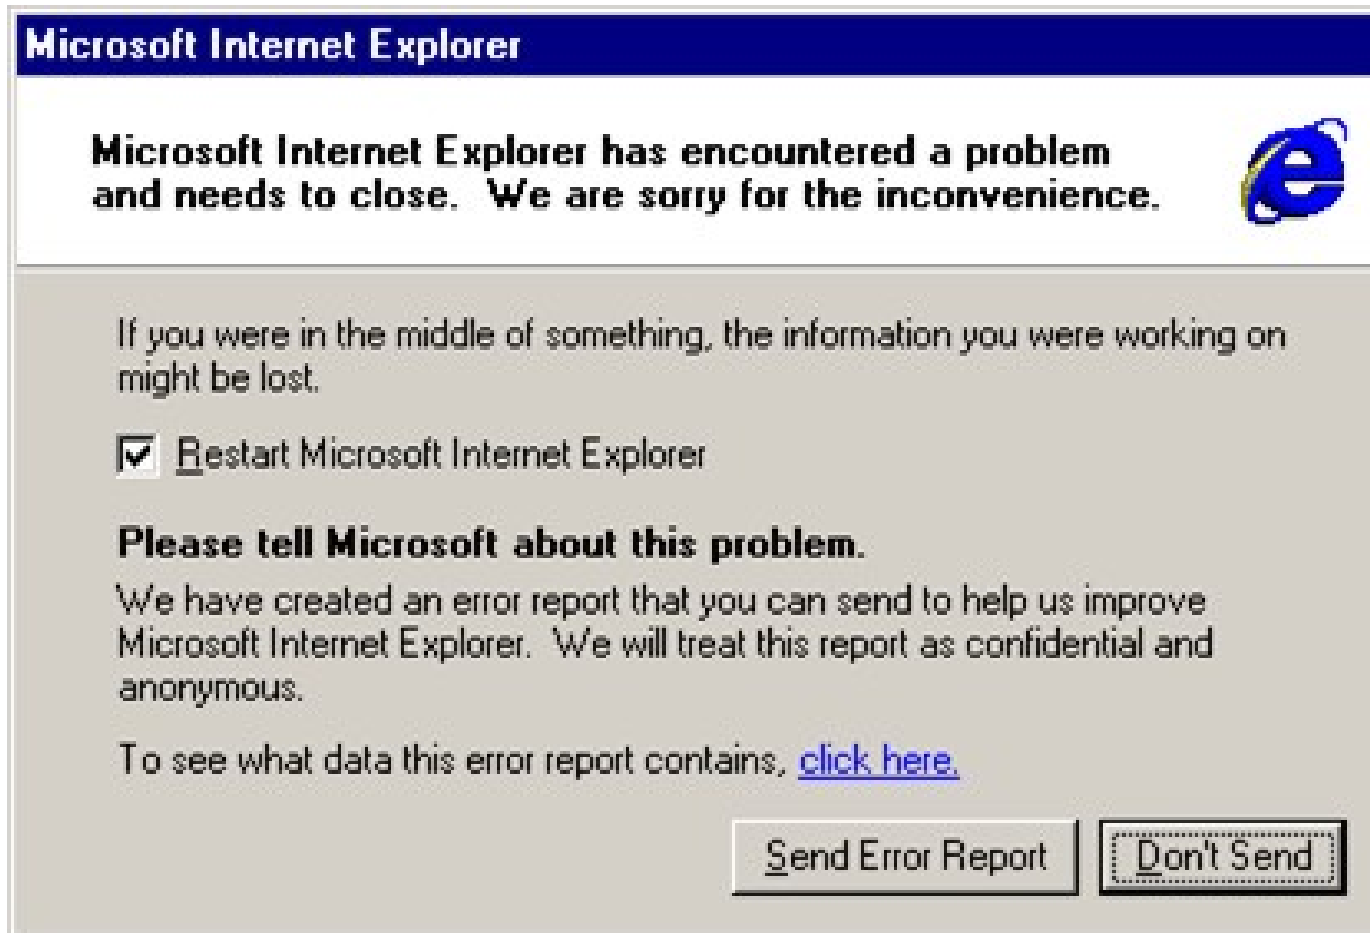 Microsoft Internet Explorer
Microsoft Internet Explorer has encountered a problem
and needs to close.  We are sorry for the inconvenience.
If you were in the middle of something, the information you were working on
might be lost.
Restart Microsoft Internet Explorer
Please tell Microsoft about this problem.
We have created an error report that you can send to help us improve
Microsoft Internet Explorer.  We will treat this report as confidential and
anonymous.
To see what data this error report contains, click here.
Send Error Report
Don't Send